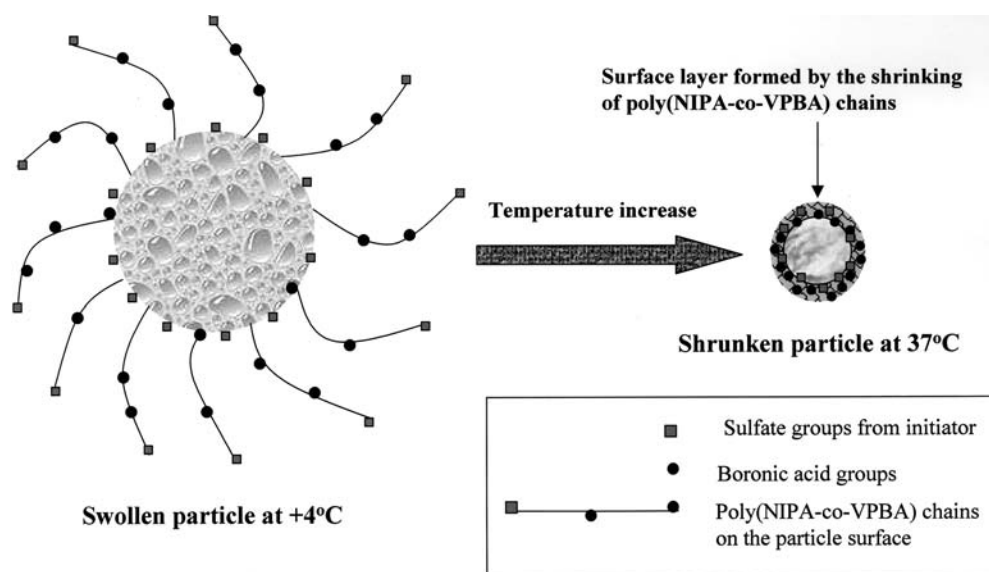 Surface layer formed by the shrinking
of poly(NIPA-co-VPBA) chains
Temperature increase
Shrunken particle at 37°C
Swollen particle at +4°C
Sulfate groups from initiator
Boronic acid groups
Poly(NIPA-co-VPBA) chains
on the particle surface